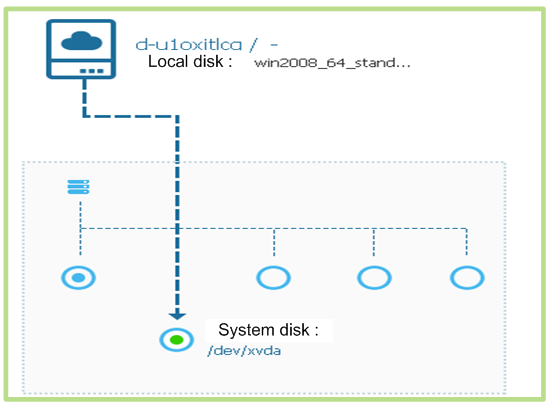 d-u1oxitlca / -
Local disk : win2008_64_stand...
System disk :
/dev/xvda